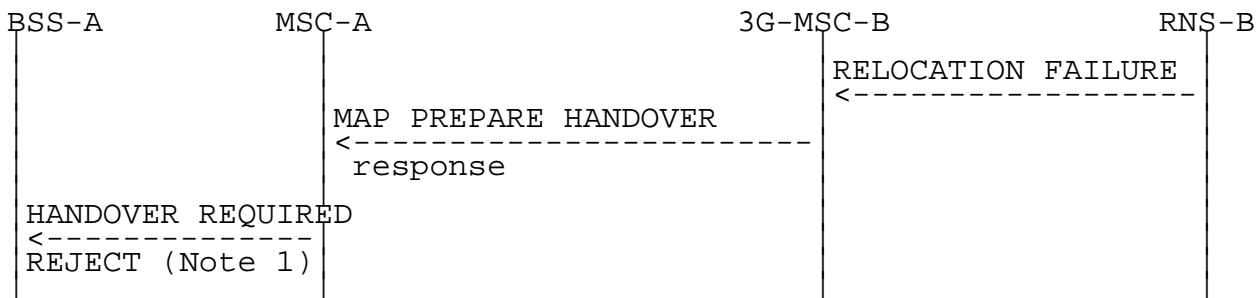 BSS-A MSC-A 3G-MSC-B RNS-B
RELOCATION FAILURE
MAP PREPARE HANDOVER
response
HANDOVER REQUIRED
REJECT (Note 1)